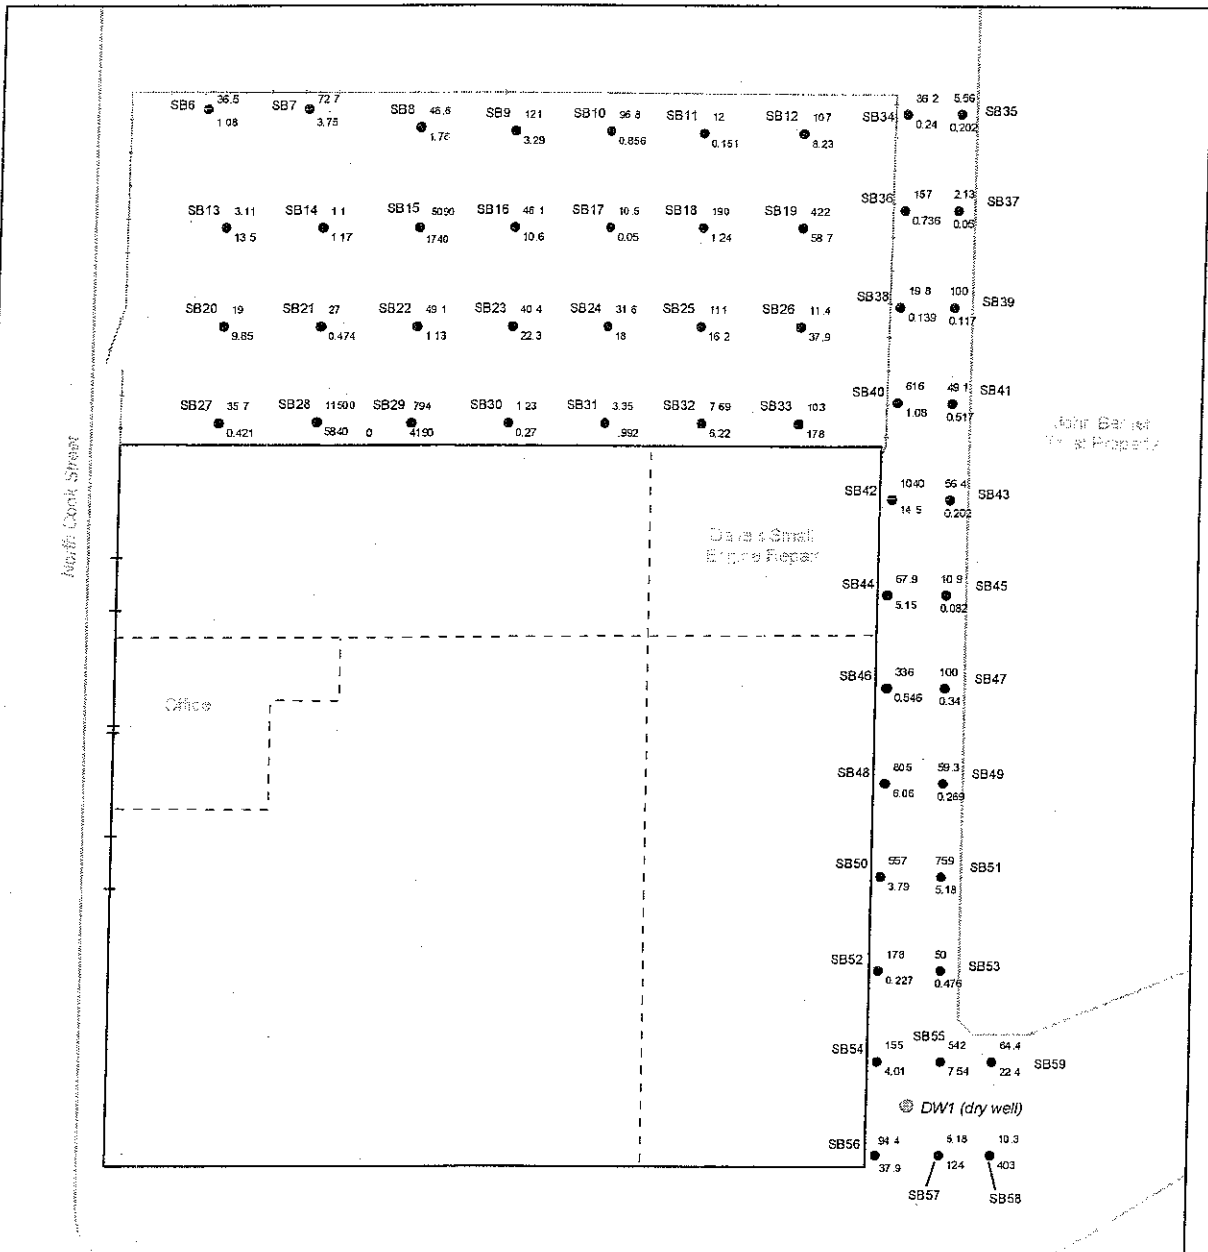 SB6 36.5
1.08
SB7 72.7
3.75
SB8 46.6
1.76
SB9 121
3.29
SB10 96.8
0.856
SB11 12
0.151
SB12 107
8.23
SB34 36.2
0.24
5.56 SB35
0.202
SB13 3.11
13.5
SB14 1.1
1.17
SB15 5090
1740
SB16 46.1
10.6
SB17 10.5
0.05
SB18 190
1.24
SB19 422
58.7
SB36 157
0.736
2.13 SB37
0.05
SB20 19
9.85
SB21 27
0.474
SB22 49.1
1.13
SB23 40.4
22.3
SB24 31.6
18
SB25 111
16.2
SB26 11.4
37.9
SB38 19.8
0.139
100 SB39
0.117
SB27 35.7
0.421
SB28 11500
5840
SB29 794
0 4190
SB30 1.23
0.27
SB31 3.35
.992
SB32 7.69
5.22
SB33 103
178
SB40 616
1.08
49.1 SB41
0.517
North Cook Street
John
Property
SB42 1040
14.5
56.4 SB43
0.202
Small
Engine Repair
SB44 67.9
5.15
10.9 SB45
0.082
SB46 336
0.546
100 SB47
0.34
Office
SB48 805
6.06
59.3 SB49
0.269
SB50 557
3.79
759 SB51
5.18
SB52 178
0.227
50 SB53
0.476
SB54 155
4.01
SB55 542
7.54
64.4 SB59
22.4
DW1 (dry well)
SB56 94.4
37.9
5.18
124
SB57
10.3
403
SB58